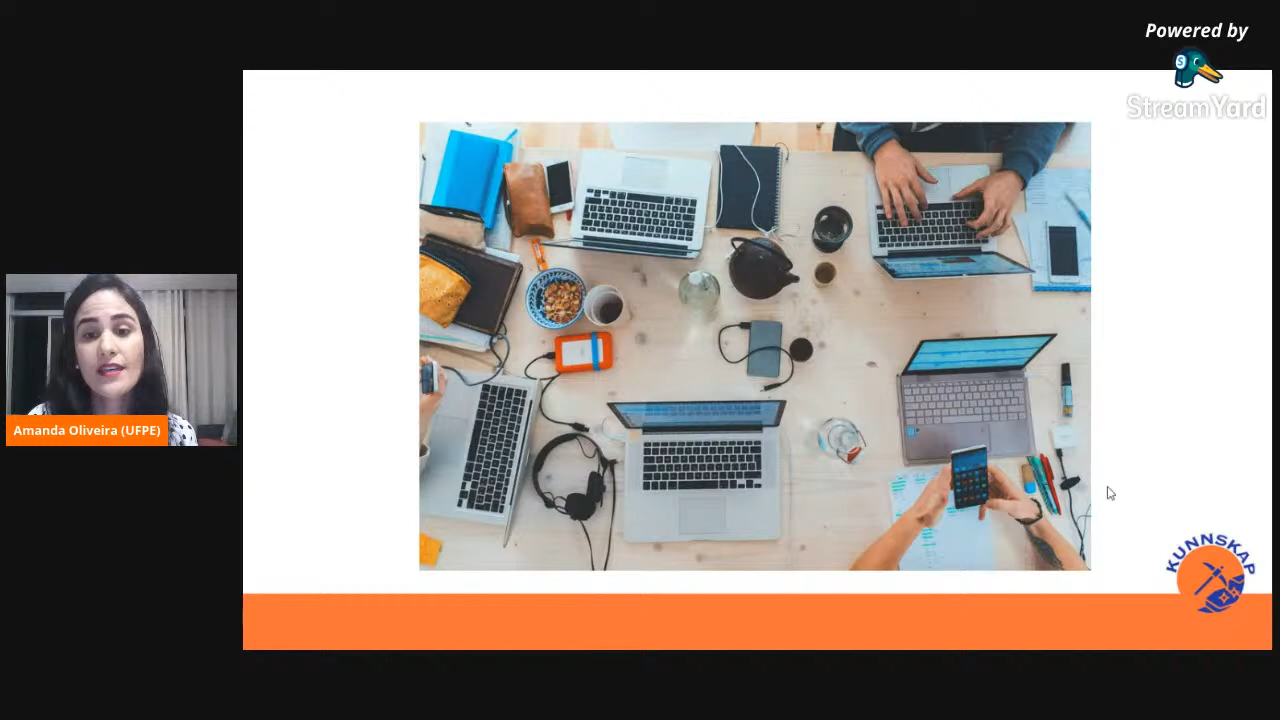 Powered by
S
StreamYard
Amanda Oliveira (UFPE)
KUNNSKAP